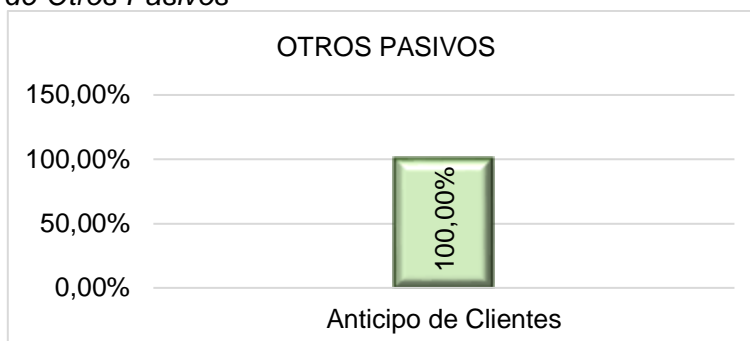 de Otros Pasivos
OTROS PASIVOS
150,00%
100,00%
50,00%
0,00%
100,00%
Anticipo de Clientes